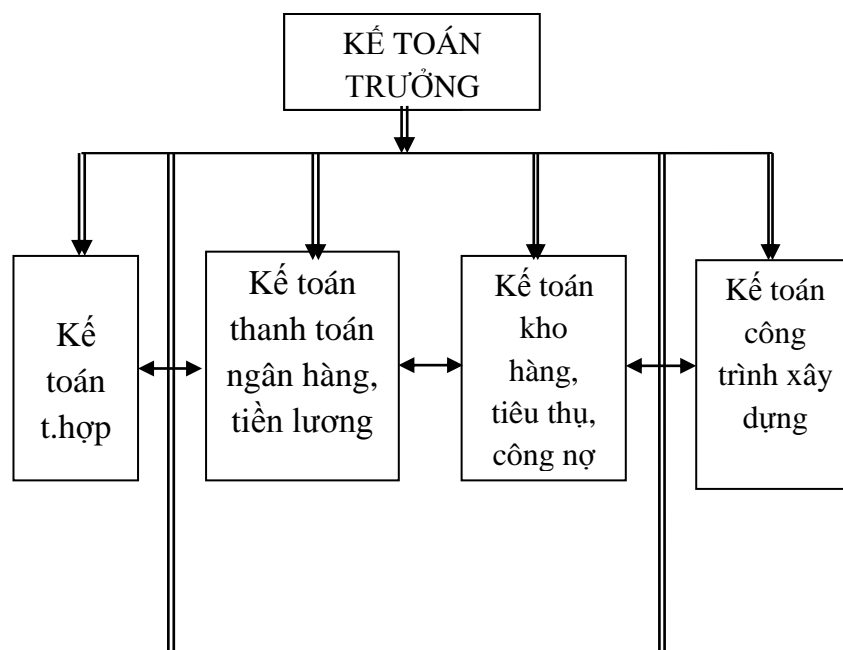 KẾ TOÁN
TRƯỞNG
Kế
toán
t.hợp
Kế toán
thanh toán
ngân hàng,
tiền lương
Kế toán
kho
hàng,
tiêu thụ,
công nợ
Kế toán
công
trình xây
dựng